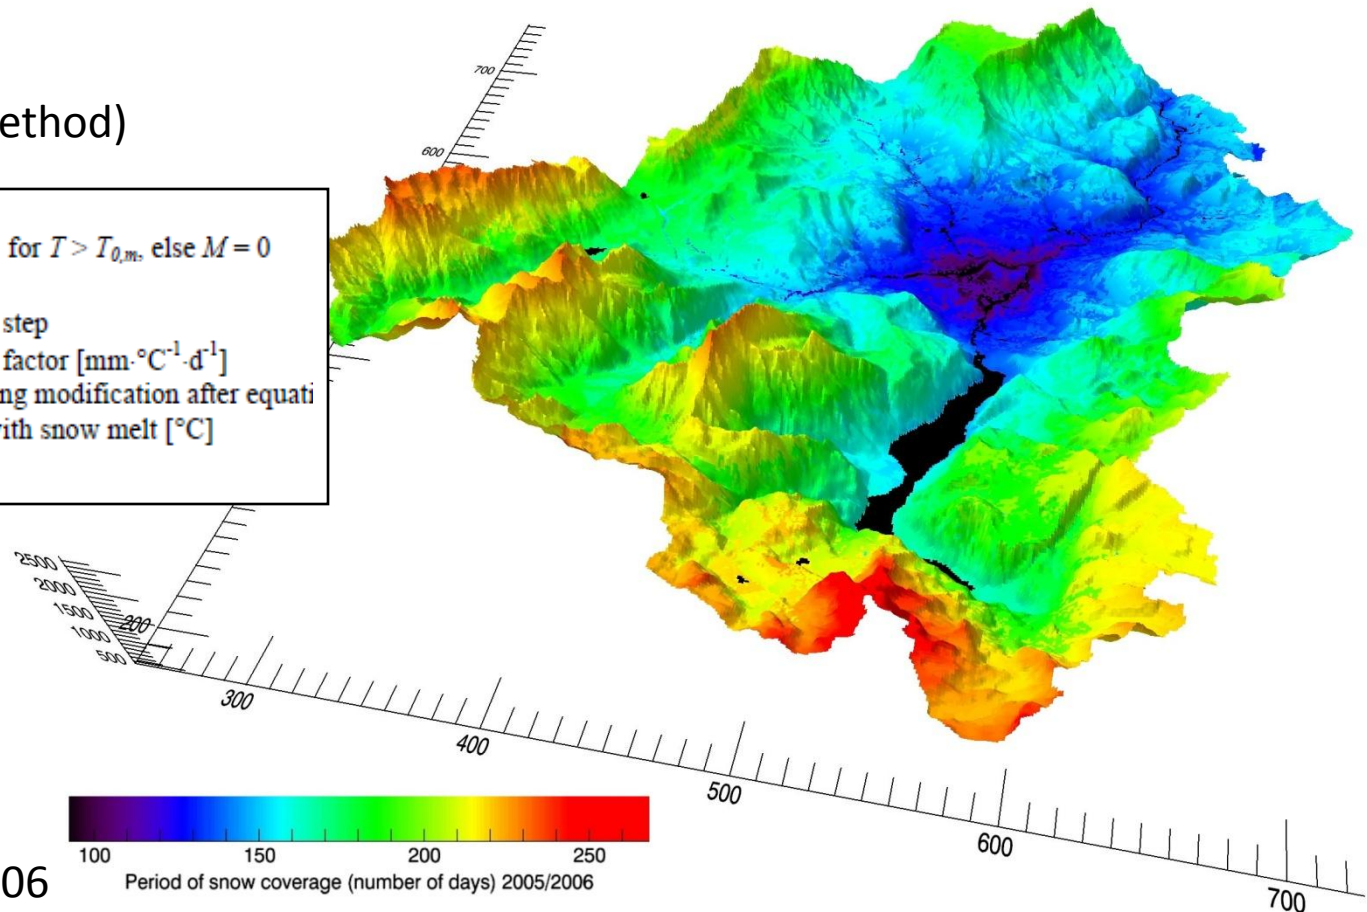 ethod)
for T > T0,m, else M = 0
step
factor [mm·°C⁻¹·d⁻¹]
ng modification after equati
with snow melt [°C]
700
600
2500
2000
1500
1000
500
200
300
400
500
600
700
100 150 200 250
Period of snow coverage (number of days) 2005/2006
06